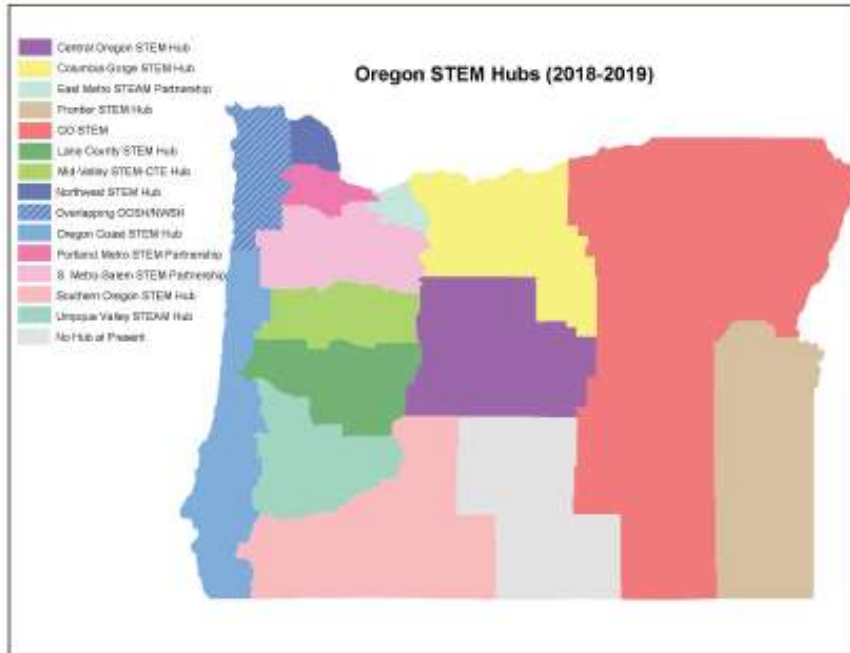 Central Oregon STEM Hub
Columbia Gorge STEM Hub
East Metro STEAM Partnership
Frontier STEM Hub
GO STEM
Lane County STEM Hub
Mid-Valley STEM-CTE Hub
Northwest STEM Hub
Overlapping OCSH/NWSH
Oregon Coast STEM Hub
Portland Metro STEM Partnership
S. Metro-Salem STEM Partnership
Southern Oregon STEM Hub
Umpqua Valley STEAM Hub
No Hub at Present
Oregon STEM Hubs (2018-2019)